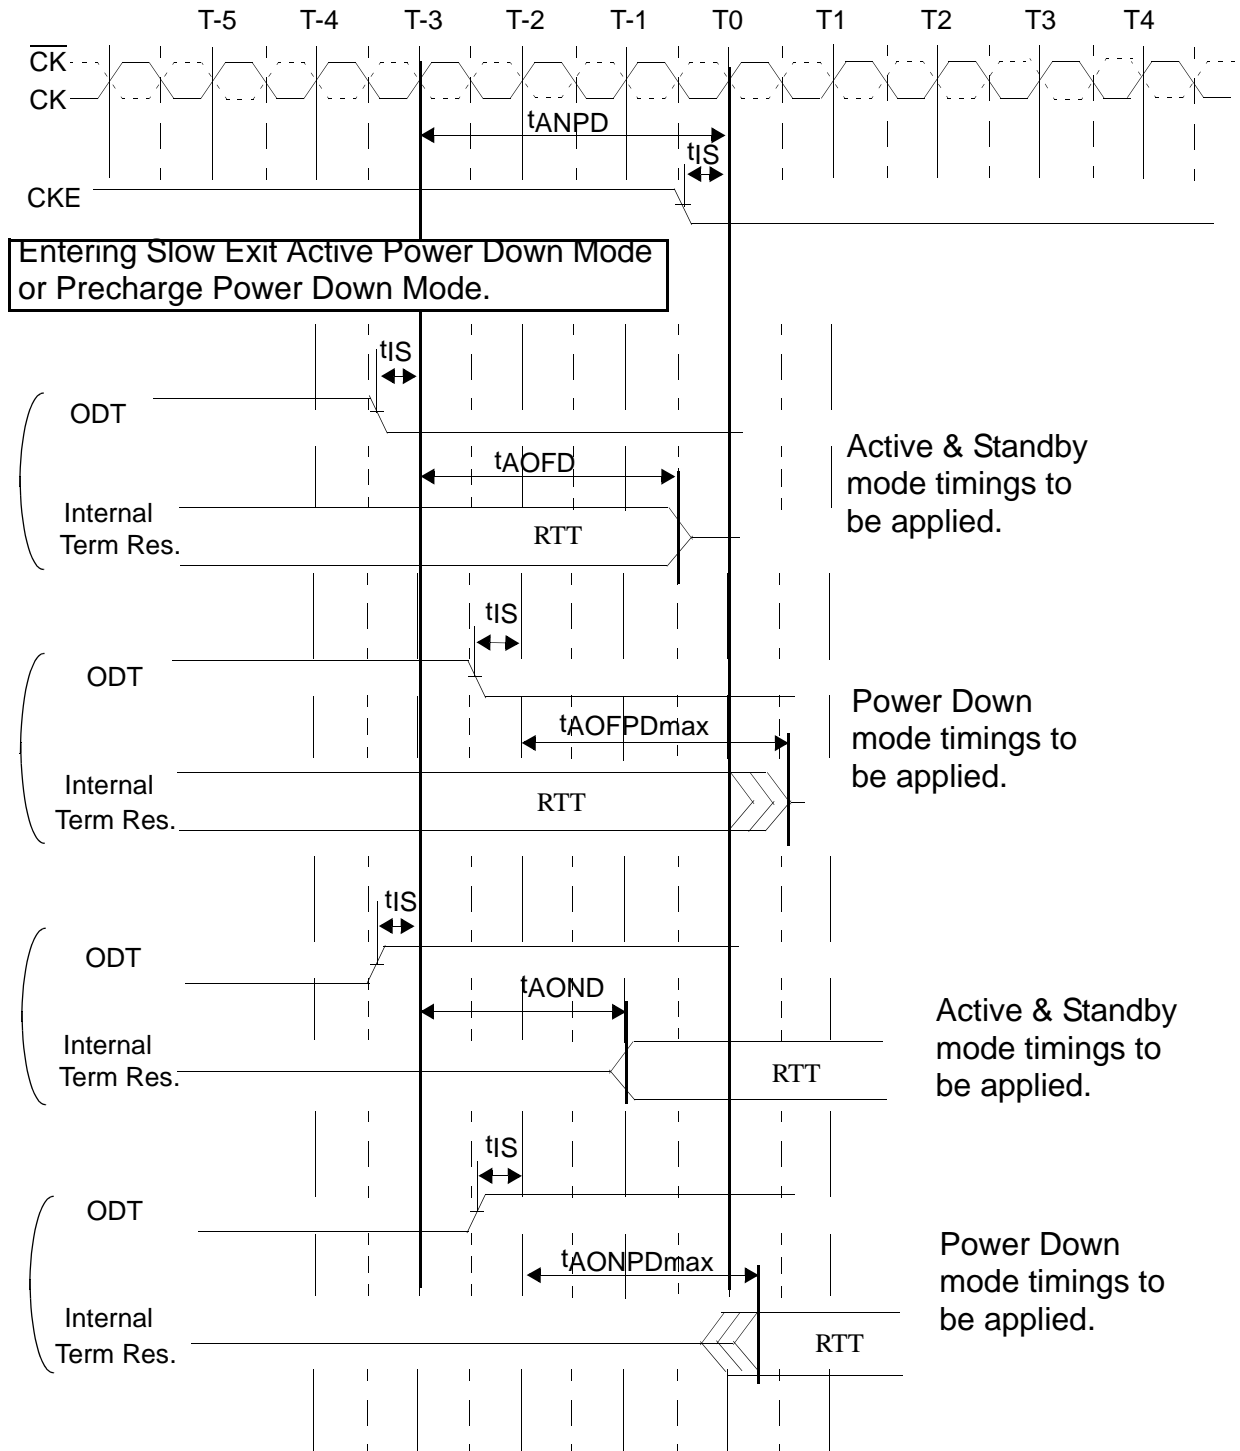 T-5 T-4 T-3 T-2 T-1 T0 T1 T2 T3 T4
CK
CK
tANPD
tIS
CKE
Entering Slow Exit Active Power Down Mode
or Precharge Power Down Mode.
tIS
ODT
Active & Standby
mode timings to
be applied.
tAOFD
Internal
Term Res.
RTT
tIS
ODT
Power Down
mode timings to
be applied.
tAOFPDmax
Internal
Term Res.
RTT
tIS
ODT
tAOND
Active & Standby
mode timings to
be applied.
Internal
Term Res.
RTT
tIS
ODT
Power Down
mode timings to
be applied.
tAONPDmax
Internal
Term Res.
RTT